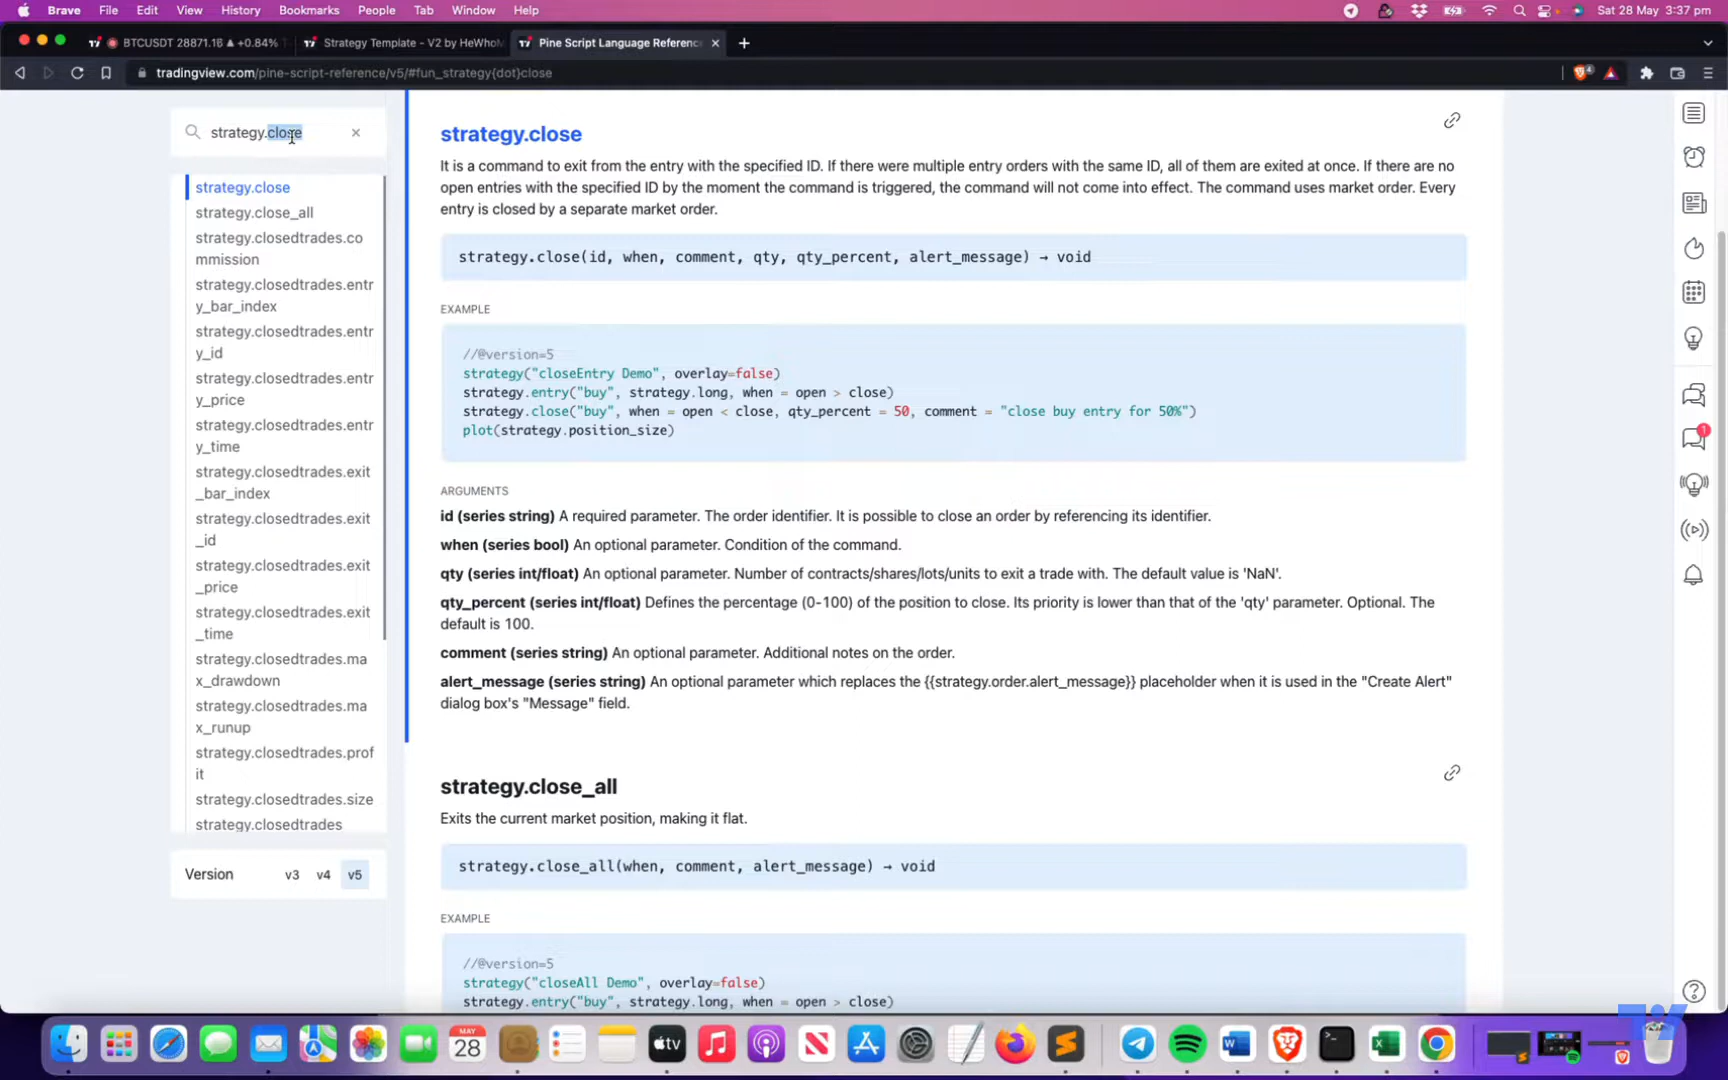 Brave File Edit View History Bookmarks People Tab Window Help
Sat 28 May 3:37 pm
BTCUSDT 28871.16 ▲ +0.84%
Strategy Template - V2 by HeWhoM
Pine Script Language Reference
tradingview.com/pine-script-reference/v5/#fun_strategy{dot}close
strategy.close
strategy.close
strategy.close_all
strategy.closedtrades.co
mmission
strategy.closedtrades.entr
y_bar_index
strategy.closedtrades.entr
y_id
strategy.closedtrades.entr
y_price
strategy.closedtrades.entr
y_time
strategy.closedtrades.exit
_bar_index
strategy.closedtrades.exit
_id
strategy.closedtrades.exit
_price
strategy.closedtrades.exit
_time
strategy.closedtrades.ma
x_drawdown
strategy.closedtrades.ma
x_runup
strategy.closedtrades.prof
it
strategy.closedtrades.size
strategy.closedtrades
Version v3 v4 v5
strategy.close
It is a command to exit from the entry with the specified ID. If there were multiple entry orders with the same ID, all of them are exited at once. If there are no
open entries with the specified ID by the moment the command is triggered, the command will not come into effect. The command uses market order. Every
entry is closed by a separate market order.
strategy.close(id, when, comment, qty, qty_percent, alert_message) → void
EXAMPLE
//@version=5
strategy("closeEntry Demo", overlay=false)
strategy.entry("buy", strategy.long, when = open > close)
strategy.close("buy", when = open < close, qty_percent = 50, comment = "close buy entry for 50%")
plot(strategy.position_size)
ARGUMENTS
id (series string) A required parameter. The order identifier. It is possible to close an order by referencing its identifier.
when (series bool) An optional parameter. Condition of the command.
qty (series int/float) An optional parameter. Number of contracts/shares/lots/units to exit a trade with. The default value is 'NaN'.
qty_percent (series int/float) Defines the percentage (0-100) of the position to close. Its priority is lower than that of the 'qty' parameter. Optional. The
default is 100.
comment (series string) An optional parameter. Additional notes on the order.
alert_message (series string) An optional parameter which replaces the {{strategy.order.alert_message}} placeholder when it is used in the "Create Alert"
dialog box's "Message" field.
strategy.close_all
Exits the current market position, making it flat.
strategy.close_all(when, comment, alert_message) → void
EXAMPLE
//@version=5
strategy("closeAll Demo", overlay=false)
strategy.entry("buy", strategy.long, when = open > close)
1
MAY
28
tv